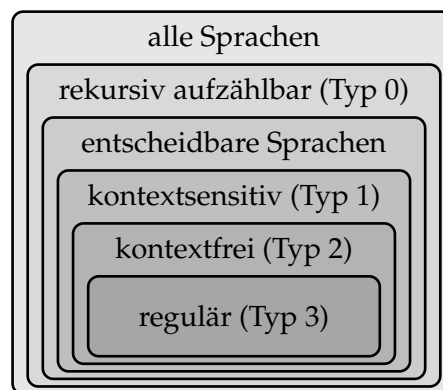 alle Sprachen
rekursiv aufzählbar (Typ 0)
entscheidbare Sprachen
kontextsensitiv (Typ 1)
kontextfrei (Typ 2)
regulär (Typ 3)